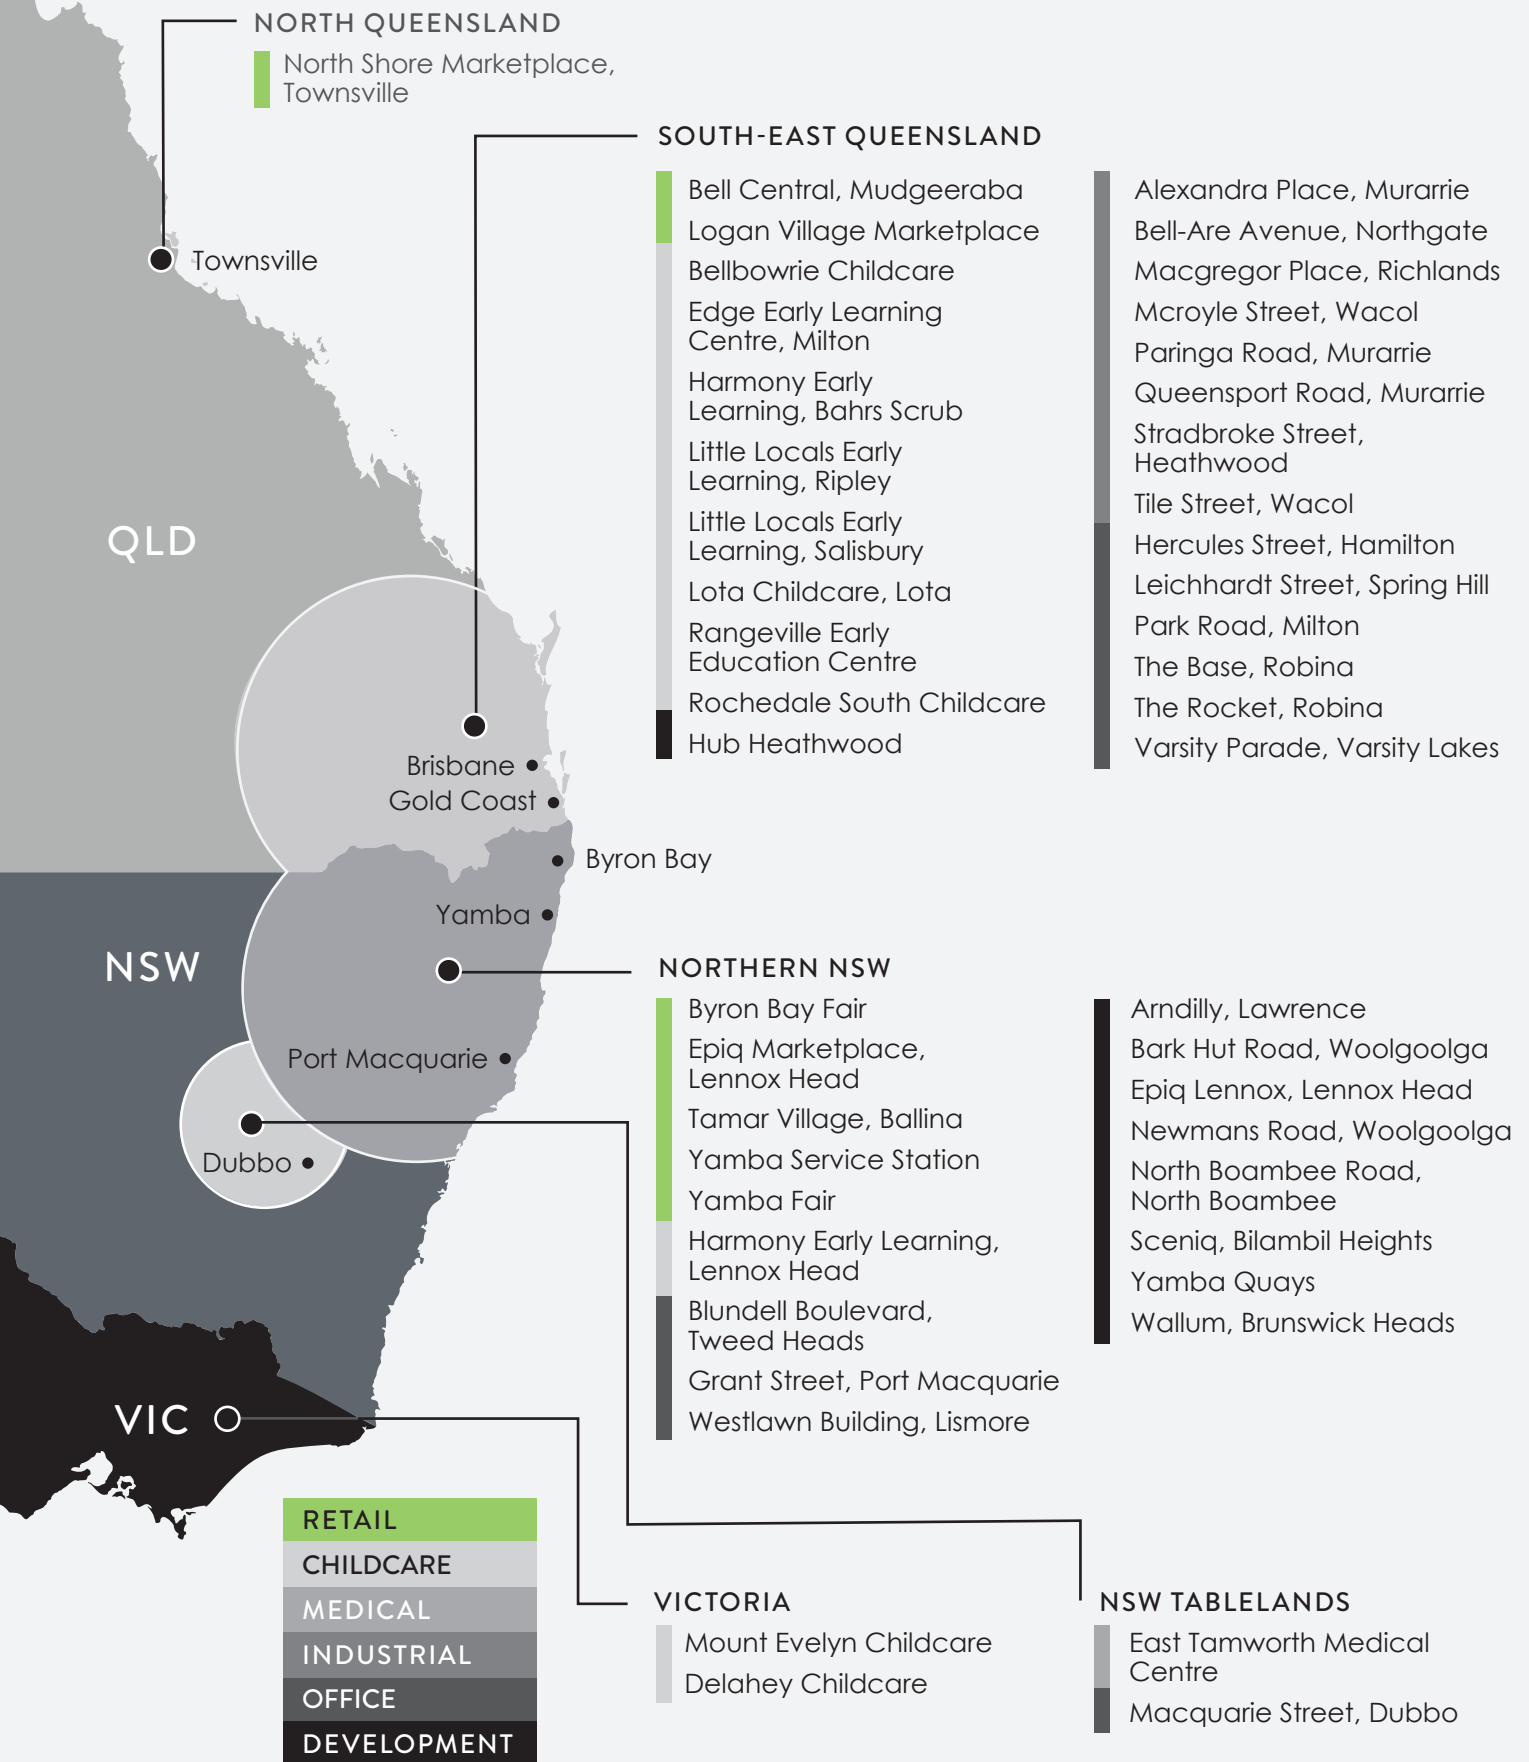 NORTH QUEENSLAND
North Shore Marketplace,
Townsville
SOUTH-EAST QUEENSLAND
Bell Central, Mudgeeraba
Logan Village Marketplace
Bellbowrie Childcare
Edge Early Learning
Centre, Milton
Harmony Early
Learning, Bahrs Scrub
Little Locals Early
Learning, Ripley
Little Locals Early
Learning, Salisbury
Lota Childcare, Lota
Rangeville Early
Education Centre
Rochedale South Childcare
Hub Heathwood
Alexandra Place, Murarrie
Bell-Are Avenue, Northgate
Macgregor Place, Richlands
Mcroyle Street, Wacol
Paringa Road, Murarrie
Queensport Road, Murarrie
Stradbroke Street,
Heathwood
Tile Street, Wacol
Hercules Street, Hamilton
Leichhardt Street, Spring Hill
Park Road, Milton
The Base, Robina
The Rocket, Robina
Varsity Parade, Varsity Lakes
Townsville
QLD
Brisbane
Gold Coast
Byron Bay
Yamba
NSW
Port Macquarie
Dubbo
VIC
NORTHERN NSW
Byron Bay Fair
Epiq Marketplace,
Lennox Head
Tamar Village, Ballina
Yamba Service Station
Yamba Fair
Harmony Early Learning,
Lennox Head
Blundell Boulevard,
Tweed Heads
Grant Street, Port Macquarie
Westlawn Building, Lismore
Arndilly, Lawrence
Bark Hut Road, Woolgoolga
Epiq Lennox, Lennox Head
Newmans Road, Woolgoolga
North Boambee Road,
North Boambee
Sceniq, Bilambil Heights
Yamba Quays
Wallum, Brunswick Heads
RETAIL
CHILDCARE
MEDICAL
INDUSTRIAL
OFFICE
DEVELOPMENT
VICTORIA
Mount Evelyn Childcare
Delahey Childcare
NSW TABLELANDS
East Tamworth Medical
Centre
Macquarie Street, Dubbo